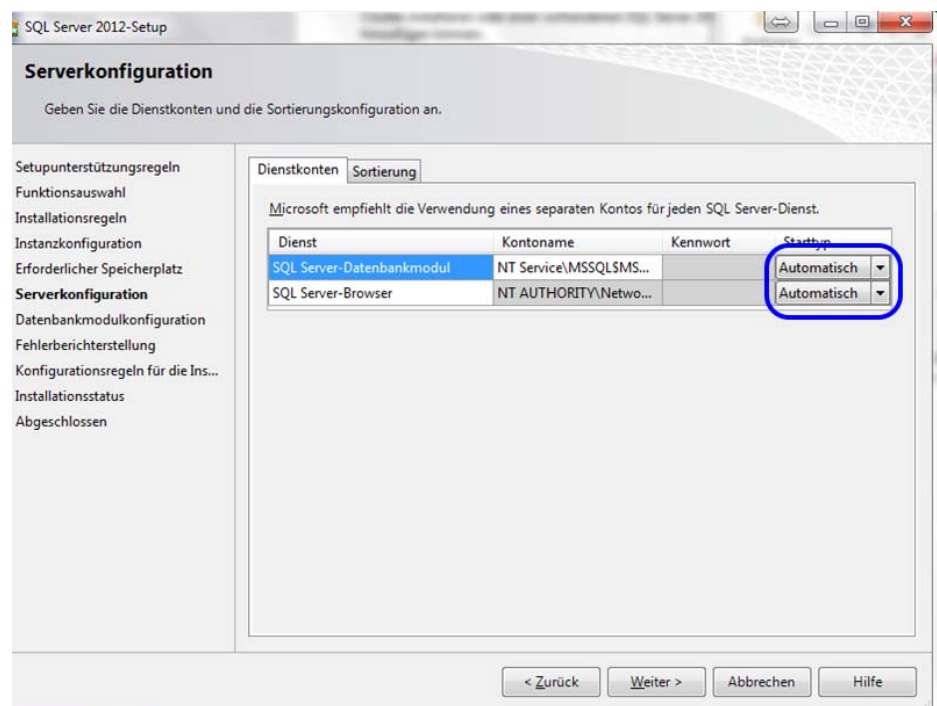 SQL Server 2012-Setup
Serverkonfiguration
Geben Sie die Dienstkonten und die Sortierungskonfiguration an.
Setupunterstützungsregeln
Funktionsauswahl
Installationsregeln
Instanzkonfiguration
Erforderlicher Speicherplatz
Serverkonfiguration
Datenbankmodulkonfiguration
Fehlerberichterstellung
Konfigurationsregeln für die Ins...
Installationsstatus
Abgeschlossen
Dienstkonten Sortierung
Microsoft empfiehlt die Verwendung eines separaten Kontos für jeden SQL Server-Dienst.
Dienst Kontoname Kennwort Starttyp
SQL Server-Datenbankmodul NT Service\MSSQL$MS... Automatisch
SQL Server-Browser NT AUTHORITY\Netwo... Automatisch
< Zurück Weiter > Abbrechen Hilfe